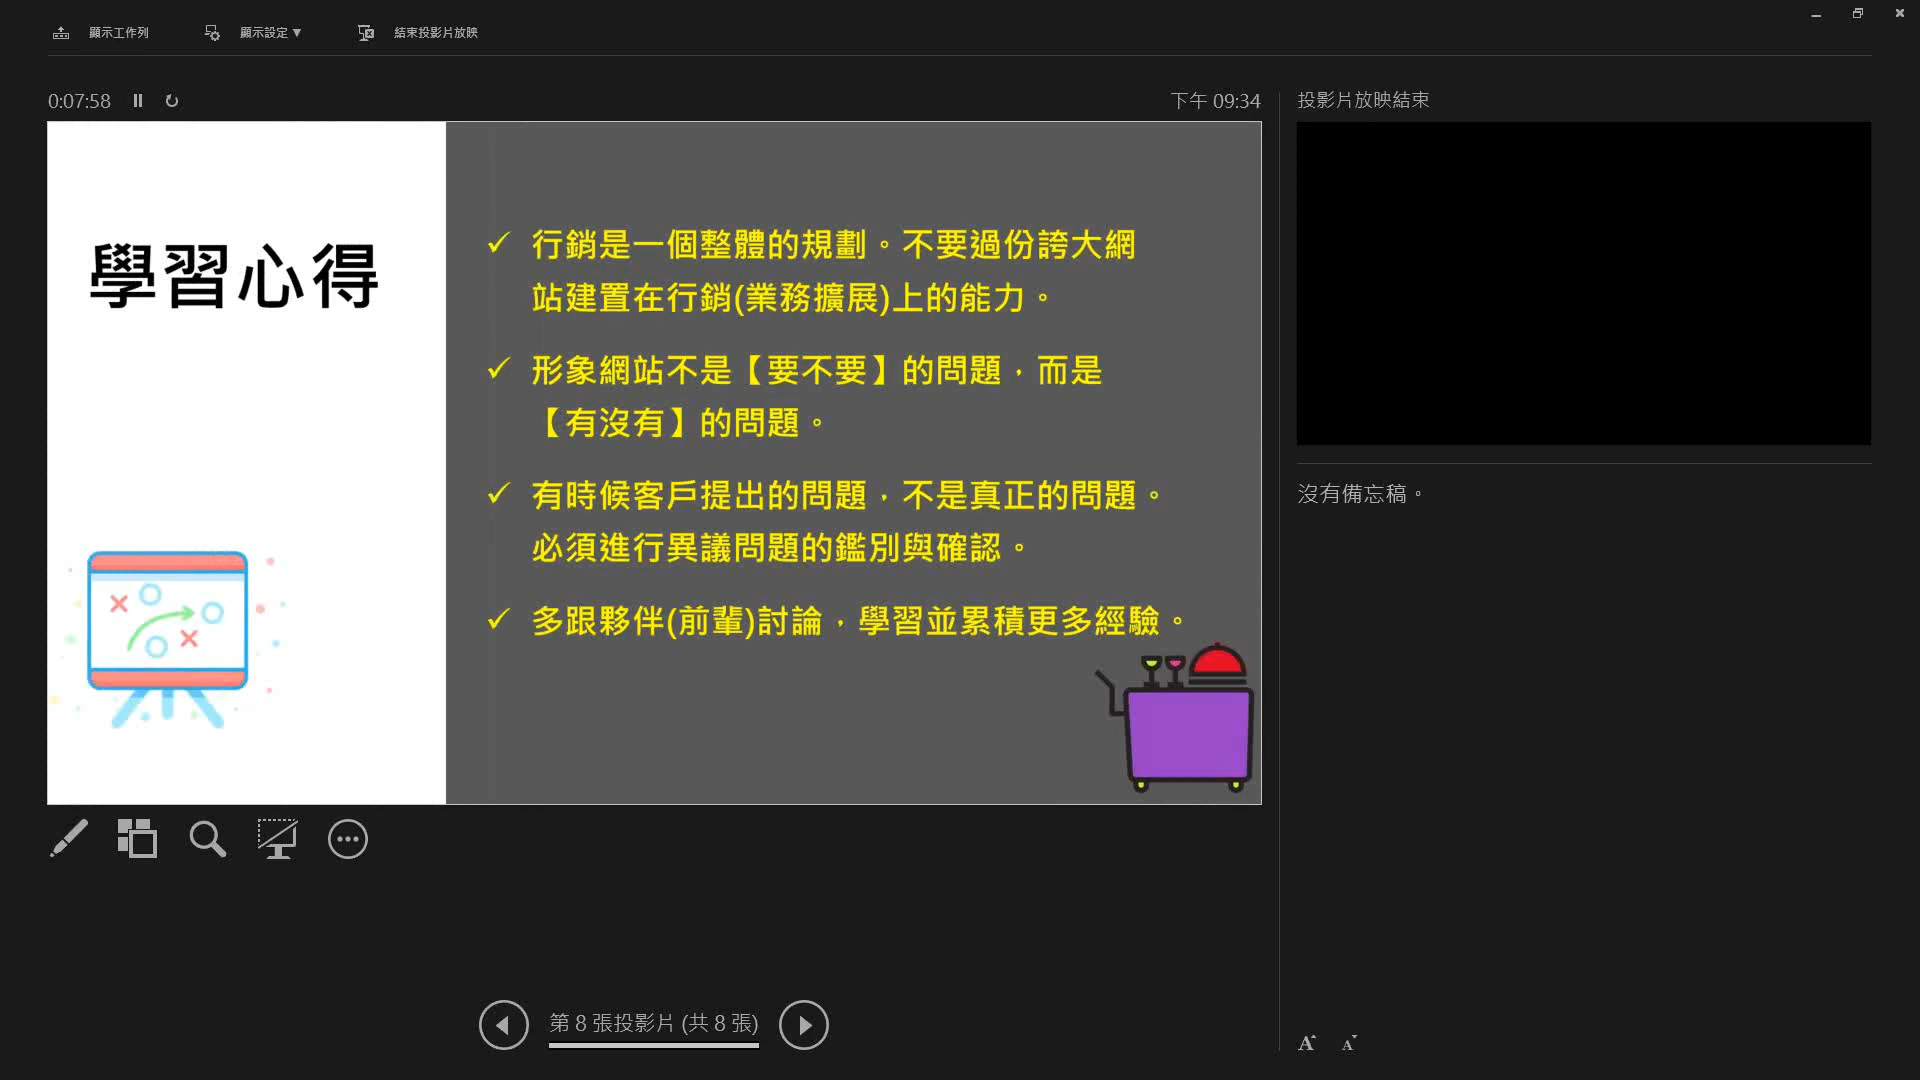 顯示工作列
顯示設定 ▼
結束投影片放映
0:07:58
下午 09:34
投影片放映結束
學習心得
✓ 行銷是一個整體的規劃。不要過份誇大網
站建置在行銷(業務擴展)上的能力。
✓ 形象網站不是【要不要】的問題，而是
【有沒有】的問題。
✓ 有時候客戶提出的問題，不是真正的問題。
必須進行異議問題的鑑別與確認。
✓ 多跟夥伴(前輩)討論，學習並累積更多經驗。
沒有備忘稿。
第 8 張投影片 (共 8 張)
A A